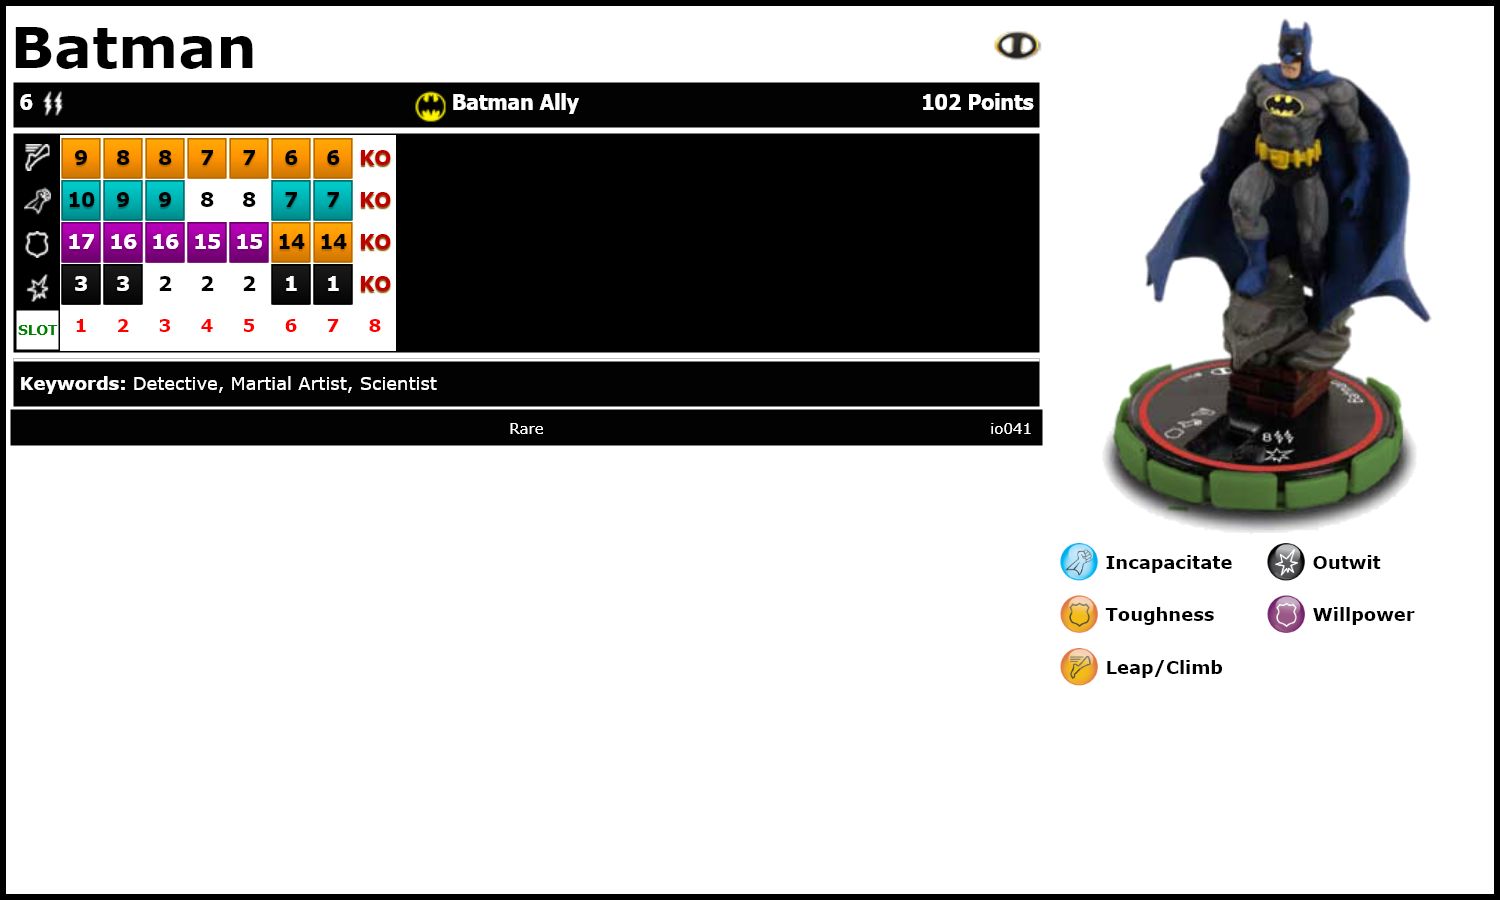 Batman
6 Batman Ally 102 Points
9 8 8 7 7 6 6 KO
10 9 9 8 8 7 7 KO
17 16 16 15 15 14 14 KO
3 3 2 2 2 1 1 KO
SLOT 1 2 3 4 5 6 7 8
Keywords: Detective, Martial Artist, Scientist
Rare io041
Batman
8
Incapacitate Outwit
Toughness Willpower
Leap/Climb